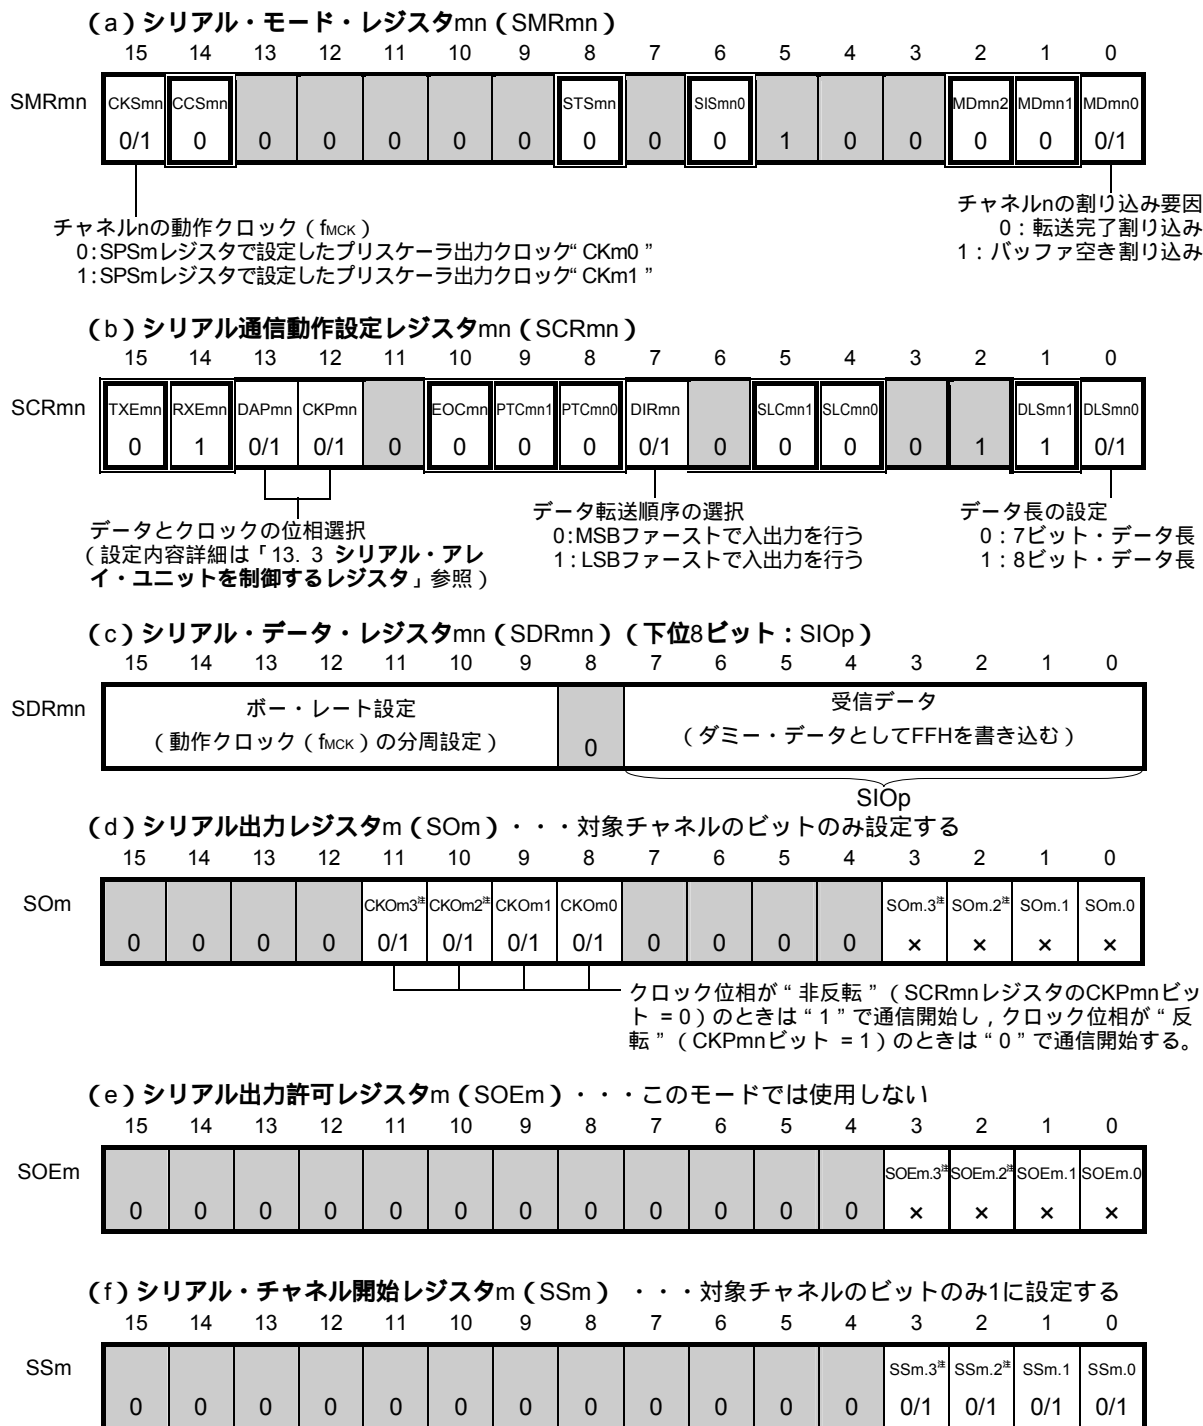 (a)シリアル・モード・レジスタmn(SMRmn)
15 14 13 12 11 10 9 8 7 6 5 4 3 2 1 0
SMRmn CKSmn CCSmn STSmn SISmn0 MDmn2 MDmn1 MDmn0
0/1 0 0 0 0 0 0 0 0 0 1 0 0 0 0 0/1
チャネルnの動作クロック(fMCK)
0:SPSmレジスタで設定したプリスケーラ出力クロック“CKm0”
1:SPSmレジスタで設定したプリスケーラ出力クロック“CKm1”
チャネルnの割り込み要因
0:転送完了割り込み
1:バッファ空き割り込み
(b)シリアル通信動作設定レジスタmn(SCRmn)
15 14 13 12 11 10 9 8 7 6 5 4 3 2 1 0
SCRmn TXEmn RXEmn DAPmn CKPmn EOCmn PTCmn1 PTCmn0 DIRmn SLCmn1 SLCmn0 DLSmn1 DLSmn0
0 1 0/1 0/1 0 0 0 0 0/1 0 0 0 0 1 1 0/1
データとクロックの位相選択
(設定内容詳細は「13. 3 シリアル・アレ
イ・ユニットを制御するレジスタ」参照)
データ転送順序の選択
0:MSBファーストで入出力を行う
1:LSBファーストで入出力を行う
データ長の設定
0:7ビット・データ長
1:8ビット・データ長
(c)シリアル・データ・レジスタmn(SDRmn)(下位8ビット:SIOp)
15 14 13 12 11 10 9 8 7 6 5 4 3 2 1 0
SDRmn ボー・レート設定 受信データ
(動作クロック(fMCK)の分周設定) 0 (ダミー・データとしてFFHを書き込む)
SIOp
(d)シリアル出力レジスタm(SOm)・・・対象チャネルのビットのみ設定する
15 14 13 12 11 10 9 8 7 6 5 4 3 2 1 0
SOm CKOm3注 CKOm2注 CKOm1 CKOm0 SOm.3注 SOm.2注 SOm.1 SOm.0
0 0 0 0 0/1 0/1 0/1 0/1 0 0 0 0 × × × ×
クロック位相が“非反転”(SCRmnレジスタのCKPmnビッ
ト = 0)のときは“1”で通信開始し,クロック位相が“反
転”(CKPmnビット = 1)のときは“0”で通信開始する。
(e)シリアル出力許可レジスタm(SOEm)・・・このモードでは使用しない
15 14 13 12 11 10 9 8 7 6 5 4 3 2 1 0
SOEm SOEm.3注 SOEm.2注 SOEm.1 SOEm.0
0 0 0 0 0 0 0 0 0 0 0 0 × × × ×
(f)シリアル・チャネル開始レジスタm(SSm) ・・・対象チャネルのビットのみ1に設定する
15 14 13 12 11 10 9 8 7 6 5 4 3 2 1 0
SSm SSm.3注 SSm.2注 SSm.1 SSm.0
0 0 0 0 0 0 0 0 0 0 0 0 0/1 0/1 0/1 0/1